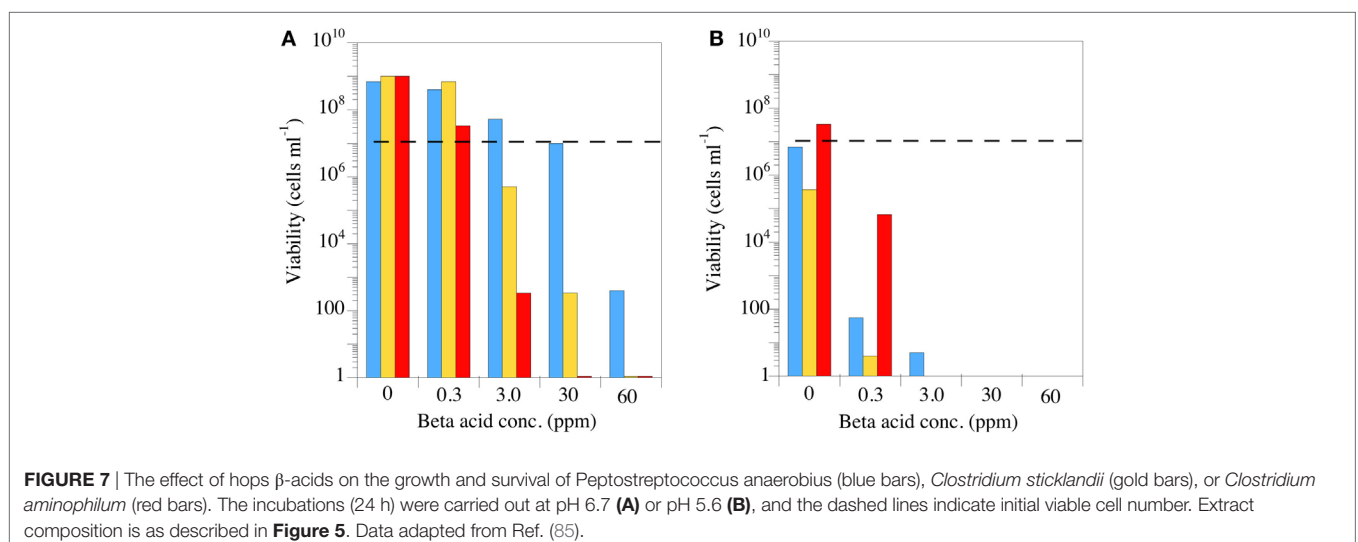 A
10^10
10^8
10^6
10^4
100
1
Viability (cells ml^-1)
0 0.3 3.0 30 60
Beta acid conc. (ppm)
B
10^10
10^8
10^6
10^4
100
1
Viability (cells ml^-1)
0 0.3 3.0 30 60
Beta acid conc. (ppm)
FIGURE 7 | The effect of hops β-acids on the growth and survival of Peptostreptococcus anaerobius (blue bars), Clostridium sticklandii (gold bars), or Clostridium
aminophilum (red bars). The incubations (24 h) were carried out at pH 6.7 (A) or pH 5.6 (B), and the dashed lines indicate initial viable cell number. Extract
composition is as described in Figure 5. Data adapted from Ref. (85).